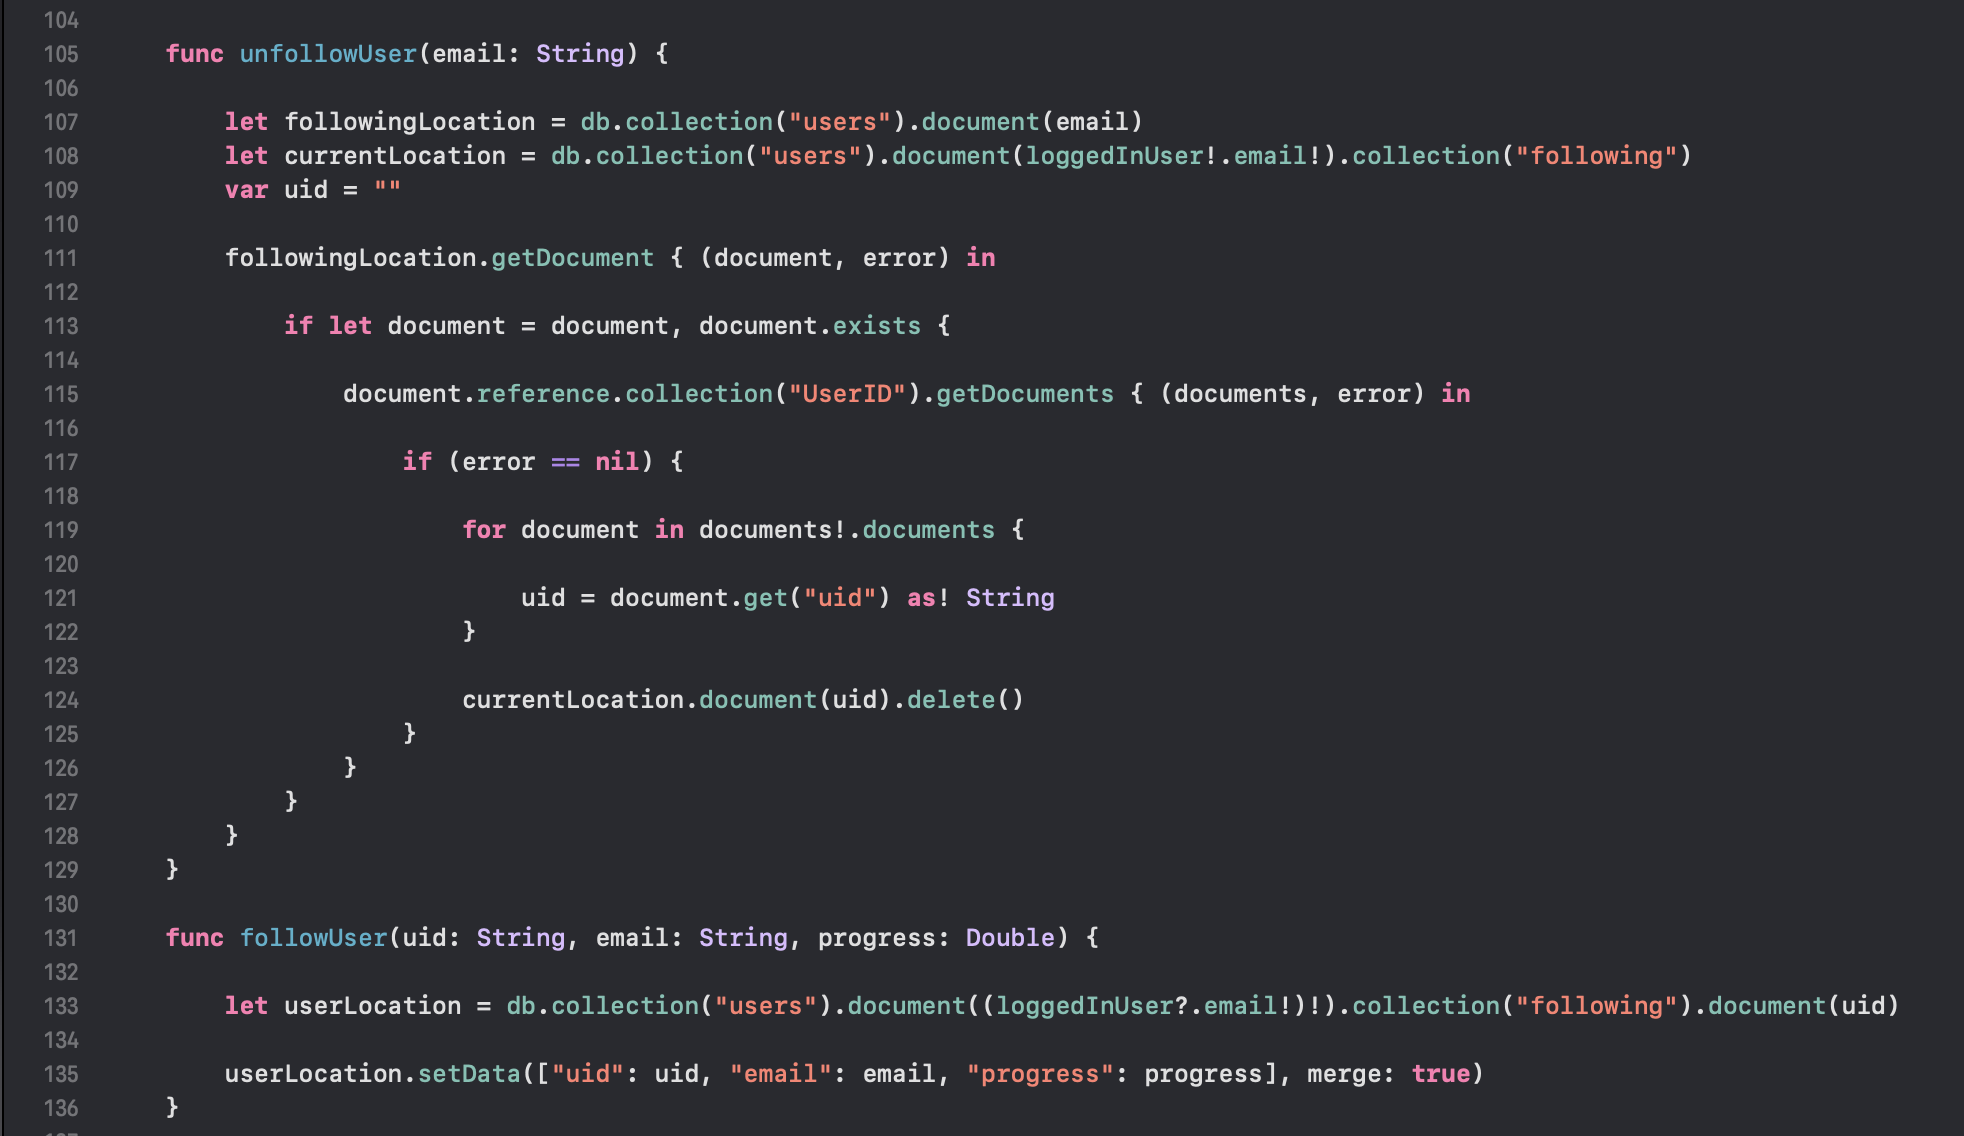 104
105 func unfollowUser(email: String) {
106
107 let followingLocation = db.collection("users").document(email)
108 let currentLocation = db.collection("users").document(loggedInUser!.email!).collection("following")
109 var uid = ""
110
111 followingLocation.getDocument { (document, error) in
112
113 if let document = document, document.exists {
114
115 document.reference.collection("UserID").getDocuments { (documents, error) in
116
117 if (error == nil) {
118
119 for document in documents!.documents {
120
121 uid = document.get("uid") as! String
122 }
123
124 currentLocation.document(uid).delete()
125 }
126 }
127 }
128 }
129 }
130
131 func followUser(uid: String, email: String, progress: Double) {
132
133 let userLocation = db.collection("users").document((loggedInUser?.email!)!).collection("following").document(uid)
134
135 userLocation.setData(["uid": uid, "email": email, "progress": progress], merge: true)
136 }